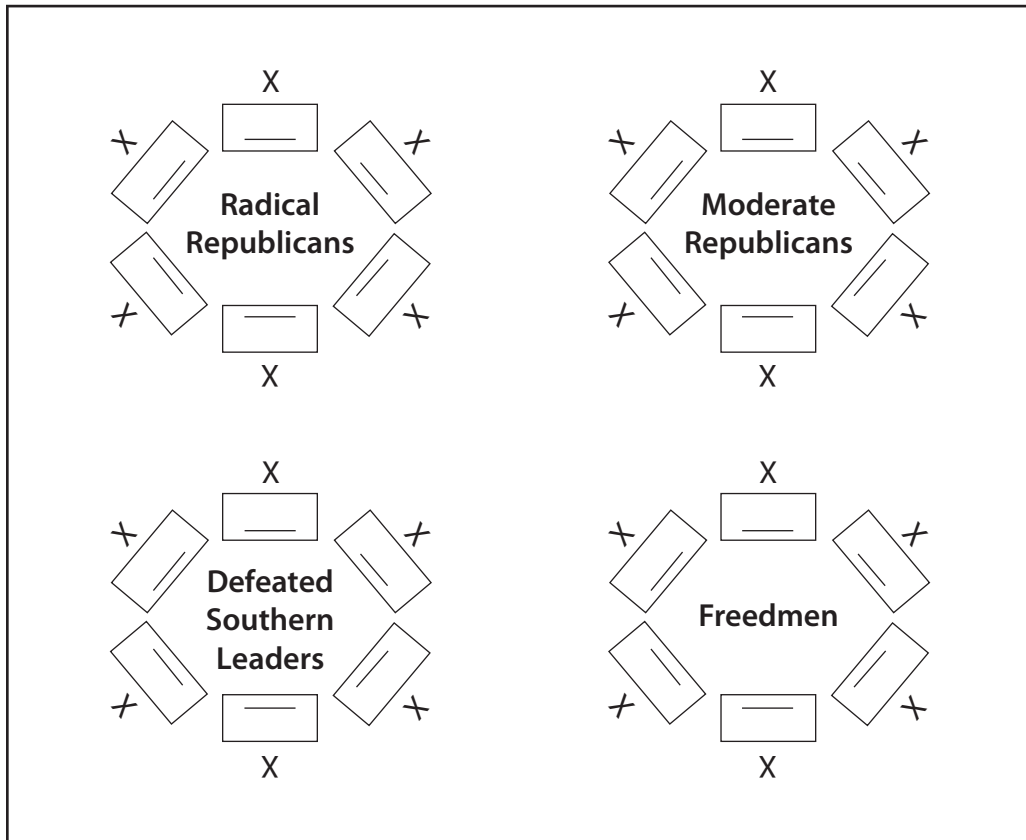 X
X
X
X
X
Radical
Republicans
Moderate
Republicans
X
X
X
X
X
X
X
X
X
X
X
X
X
Defeated
Southern
Leaders
Freedmen
X
X
X
X
X
X